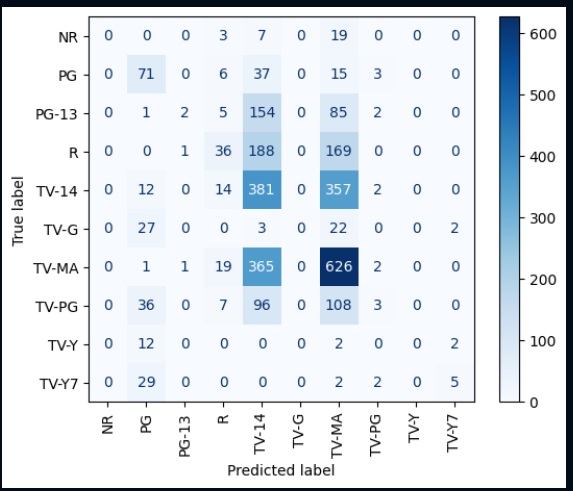 NR 0 0 0 3 7 0 19 0 0 0
PG 0 71 0 6 37 0 15 3 0 0
PG-13 0 1 2 5 154 0 85 2 0 0
R 0 0 1 36 188 0 169 0 0 0
TV-14 0 12 0 14 381 0 357 2 0 0
TV-G 0 27 0 0 3 0 22 0 0 2
TV-MA 0 1 1 19 365 0 626 2 0 0
TV-PG 0 36 0 7 96 0 108 3 0 0
TV-Y 0 12 0 0 0 0 2 0 0 2
TV-Y7 0 29 0 0 0 0 2 2 0 5
NR PG PG-13 R TV-14 TV-G TV-MA TV-PG TV-Y TV-Y7
Predicted label
True label
600
500
400
300
200
100
0